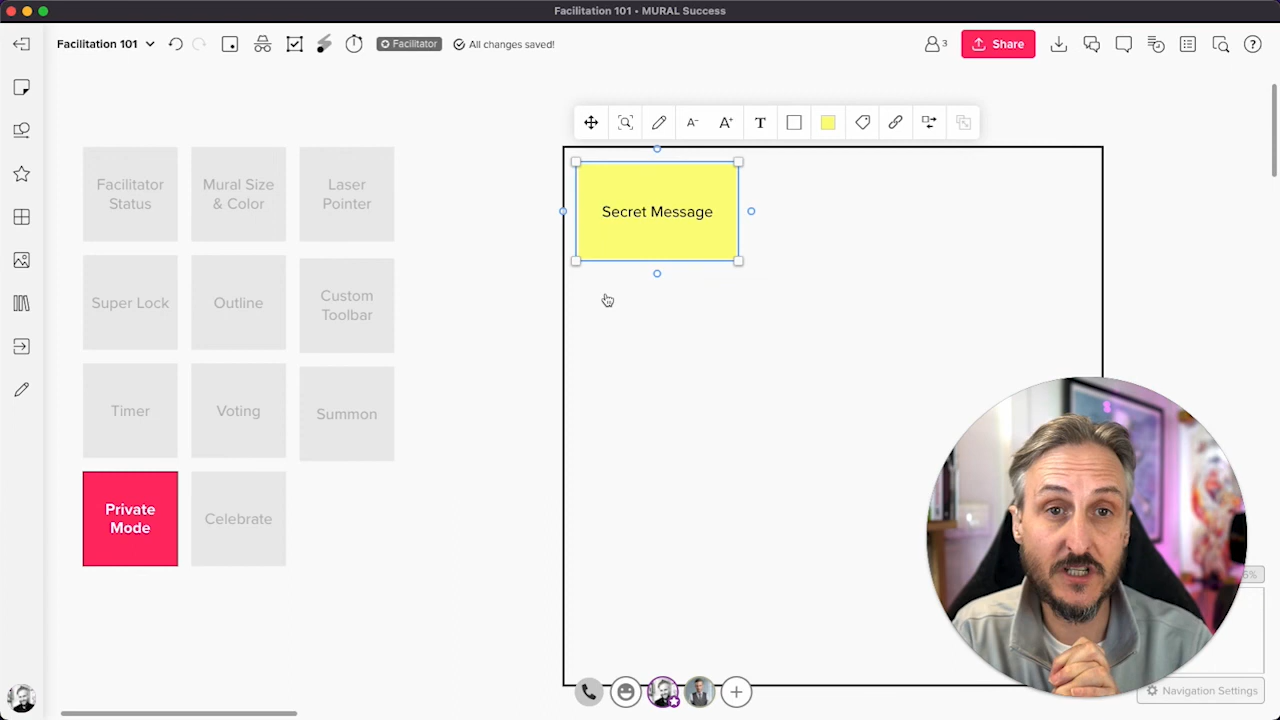 Facilitation 101 • MURAL Success
Facilitation 101
Facilitator
All changes saved!
3
Share
A-
A+
T
Facilitator
Status
Mural Size
& Color
Laser
Pointer
Secret Message
Super Lock
Outline
Custom
Toolbar
Timer
Voting
Summon
Private
Mode
Celebrate
Navigation Settings